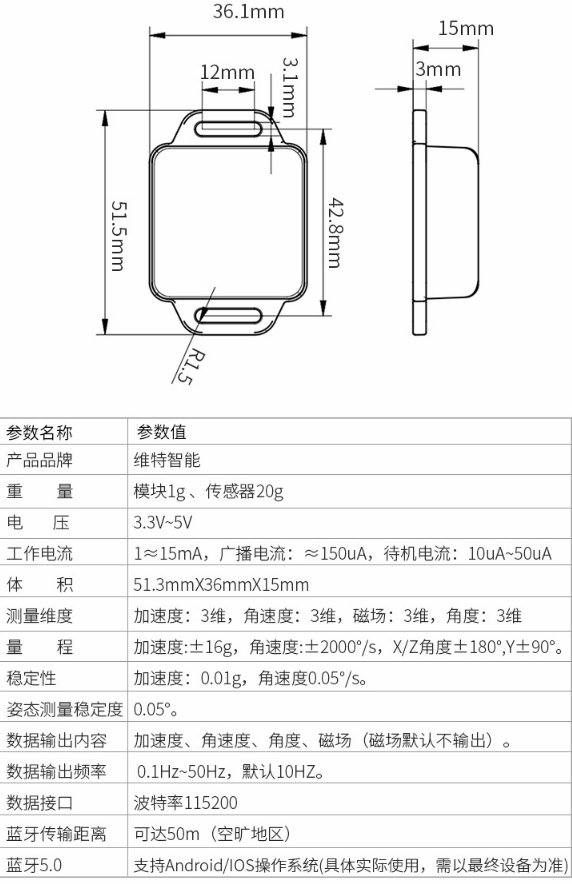 36.1mm
15mm
12mm
3.1mm
3mm
51.5mm
42.8mm
R1.5
参数名称 参数值
产品品牌 维特智能
重 量 模块1g 、传感器20g
电 压 3.3V~5V
工作电流 1≈15mA，广播电流：≈150uA，待机电流：10uA~50uA
体 积 51.3mmX36mmX15mm
测量维度 加速度：3维，角速度：3维，磁场：3维，角度：3维
量 程 加速度:±16g，角速度:±2000°/s，X/Z角度±180°,Y±90°。
稳定性 加速度：0.01g，角速度0.05°/s。
姿态测量稳定度 0.05°。
数据输出内容 加速度、角速度、角度、磁场（磁场默认不输出）。
数据输出频率 0.1Hz~50Hz，默认10HZ。
数据接口 波特率115200
蓝牙传输距离 可达50m（空旷地区）
蓝牙5.0 支持Android/IOS操作系统(具体实际使用，需以最终设备为准)